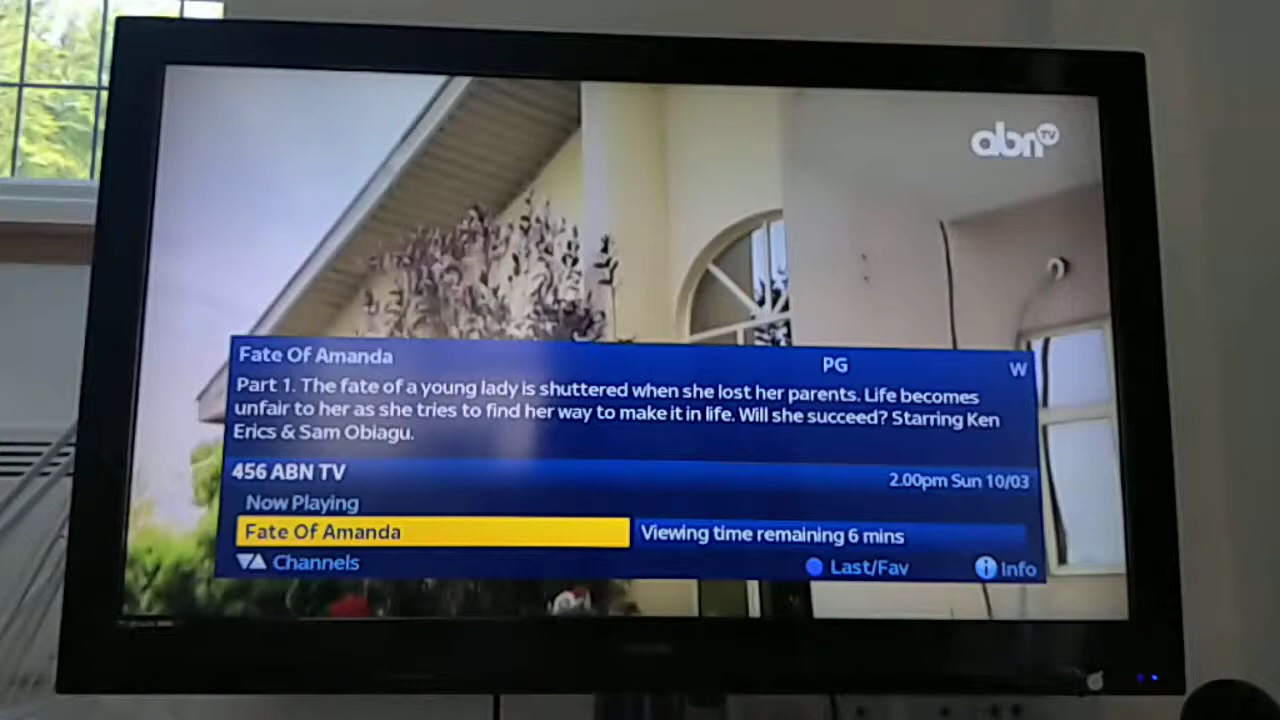 abn TV
Fate Of Amanda PG W
Part 1. The fate of a young lady is shuttered when she lost her parents. Life becomes
unfair to her as she tries to find her way to make it in life. Will she succeed? Starring Ken
Erics & Sam Obiagu.
456 ABN TV 2.00pm Sun 10/03
Now Playing
Fate Of Amanda Viewing time remaining 6 mins
Channels Last/Fav i Info